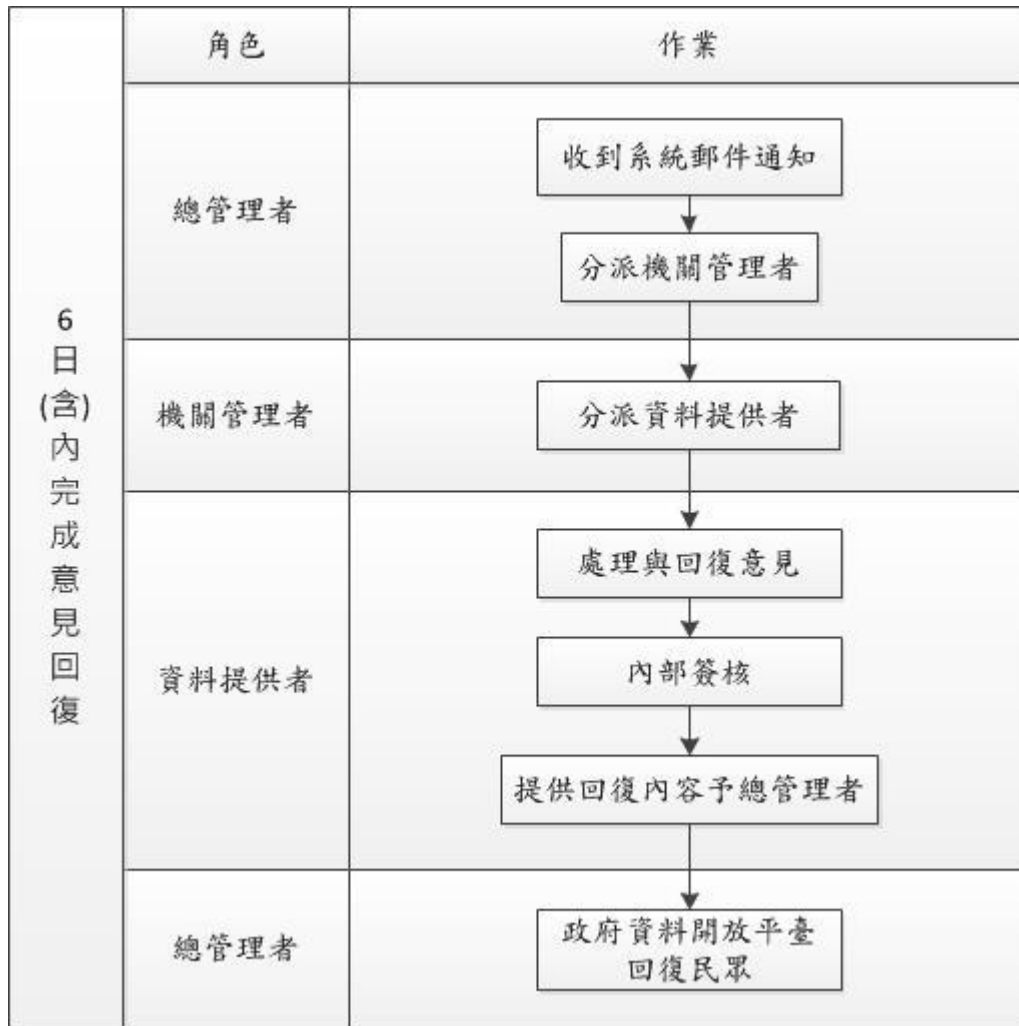 角色
作業
6
日
(含)
內
完
成
意
見
回
復
總管理者
收到系統郵件通知
分派機關管理者
機關管理者
分派資料提供者
資料提供者
處理與回復意見
內部簽核
提供回復內容予總管理者
總管理者
政府資料開放平臺
回復民眾